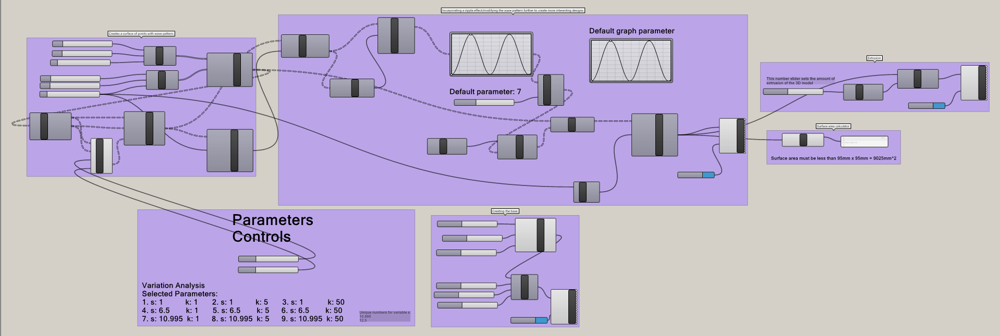 Incorporating a ripple effect/modifying the wave pattern further to create more interesting designs
Creates a surface of points with wave pattern
Default graph parameter
Default parameter: 7
Extrusion
This number slider sets the amount of
extrusion of the 3D model
Surface area calculator
Surface area must be less than 95mm x 95mm = 9025mm^2
Parameters
Controls
Variation Analysis
Selected Parameters:
1. s: 1 k: 1 2. s: 1 k: 5 3. s: 1 k: 50
4. s: 6.5 k: 1 5. s: 6.5 k: 5 6. s: 6.5 k: 50
7. s: 10.995 k: 1 8. s: 10.995 k: 5 9. s: 10.995 k: 50
Unique numbers for variable s:
10.995
12.5
Creating the base